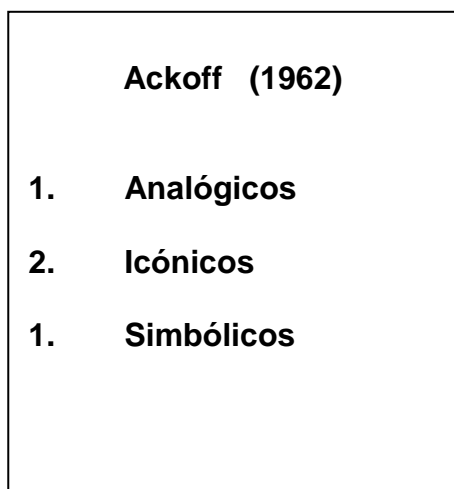 Ackoff (1962)
1. Analógicos
2. Icónicos
1. Simbólicos